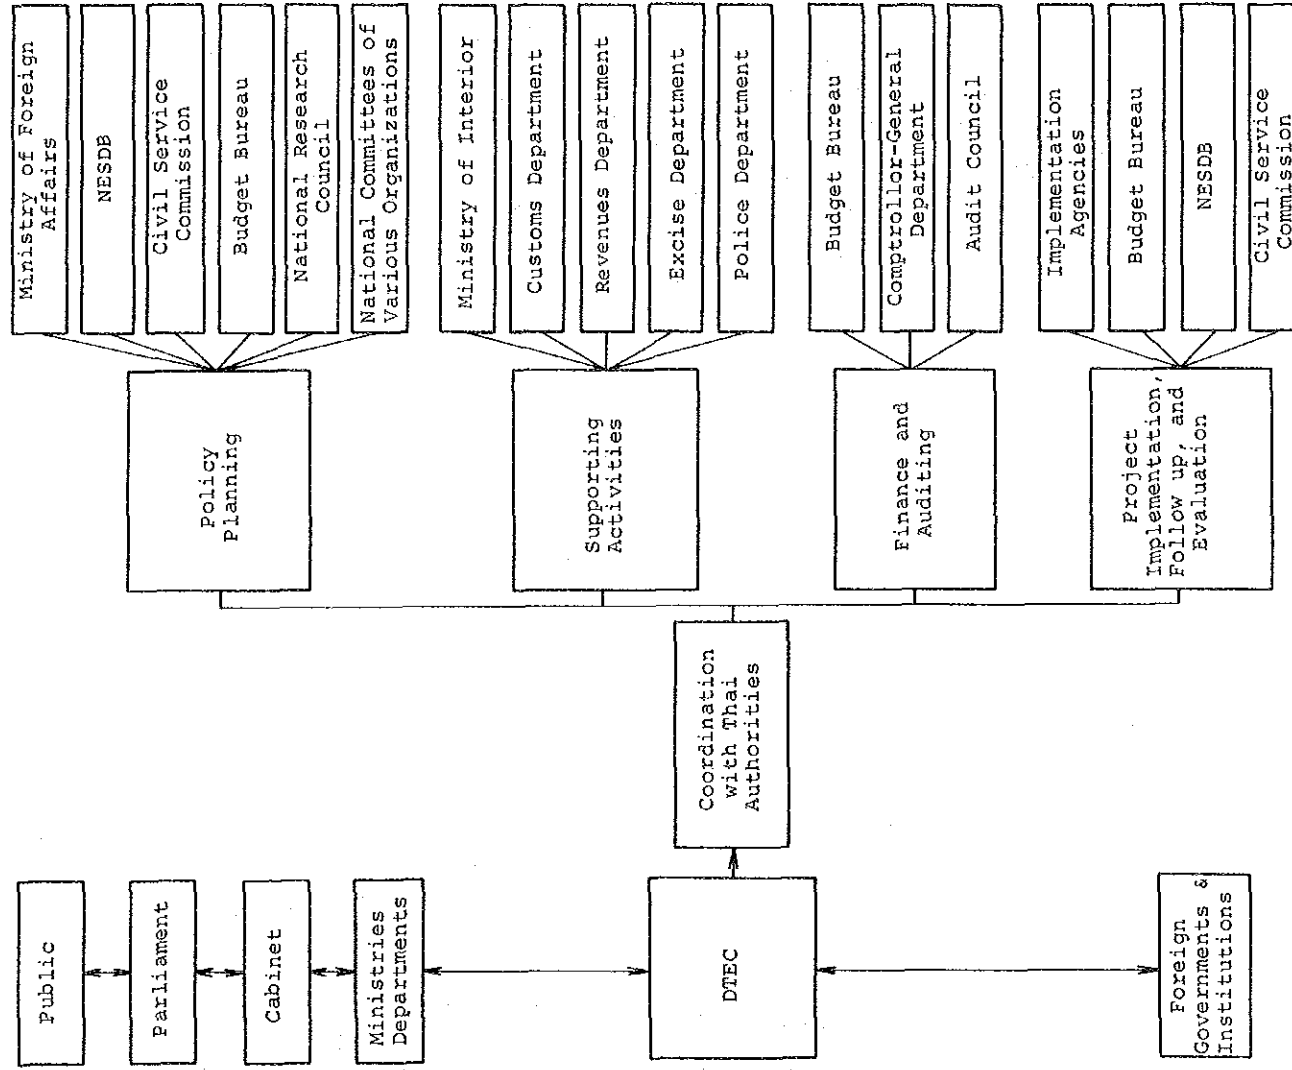 Public
Parliament
Cabinet
Ministries
Departments
DTEC
Foreign
Governments &
Institutions
Coordination
with Thai
Authorities
Policy
Planning
Supporting
Activities
Finance and
Auditing
Project
Implementation,
Follow up, and
Evaluation
Ministry of Foreign
Affairs
NESDB
Civil Service
Commission
Budget Bureau
National Research
Council
National Committees of
Various Organizations
Ministry of Interior
Customs Department
Revenues Department
Excise Department
Police Department
Budget Bureau
Comptrollor-General
Department
Audit Council
Implementation
Agencies
Budget Bureau
NESDB
Civil Service
Commission